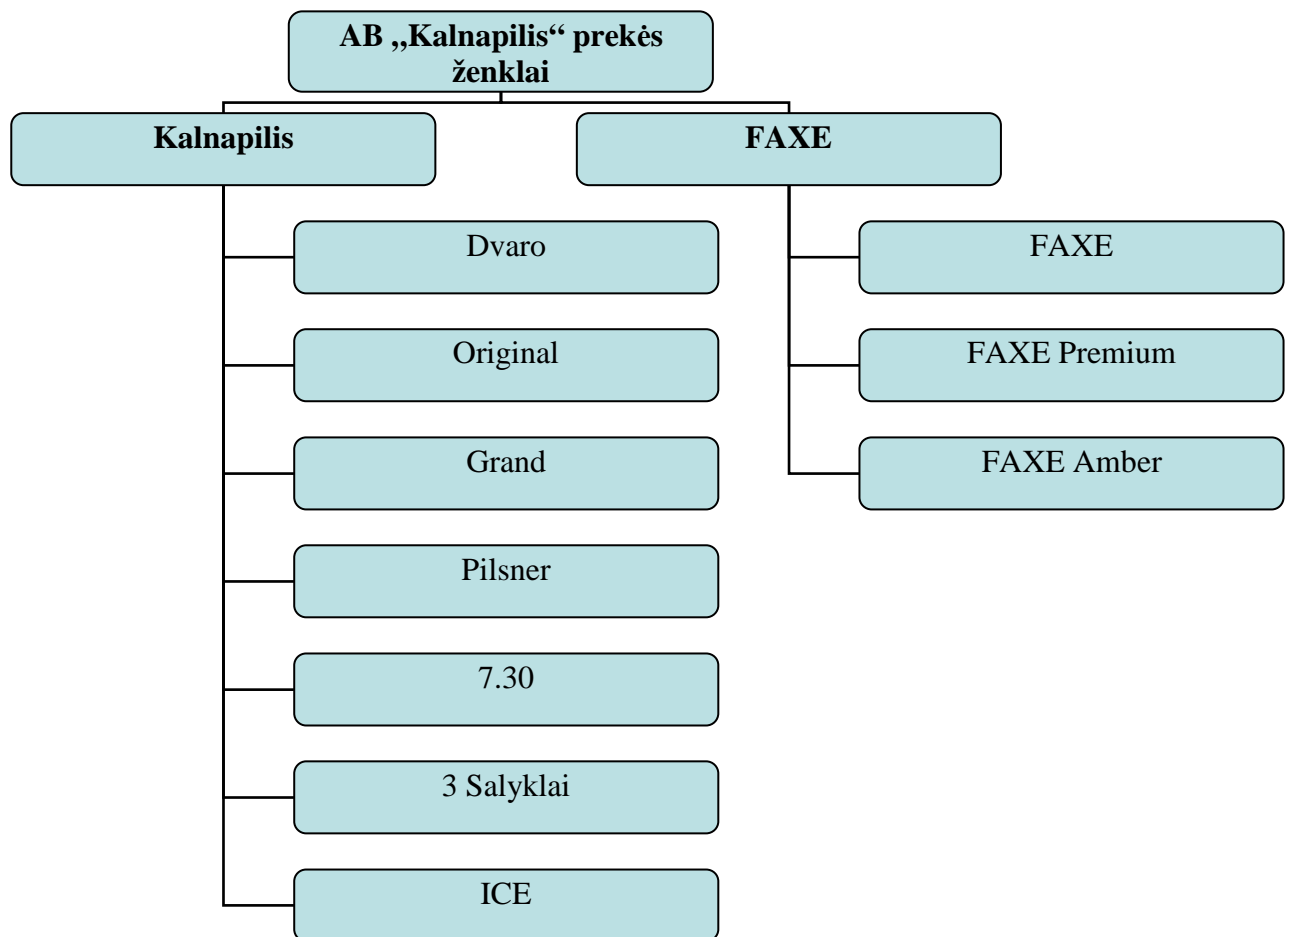 AB „Kalnapilis“ prekės
ženklai
Kalnapilis
FAXE
Dvaro
Original
Grand
Pilsner
7.30
3 Salyklai
ICE
FAXE
FAXE Premium
FAXE Amber